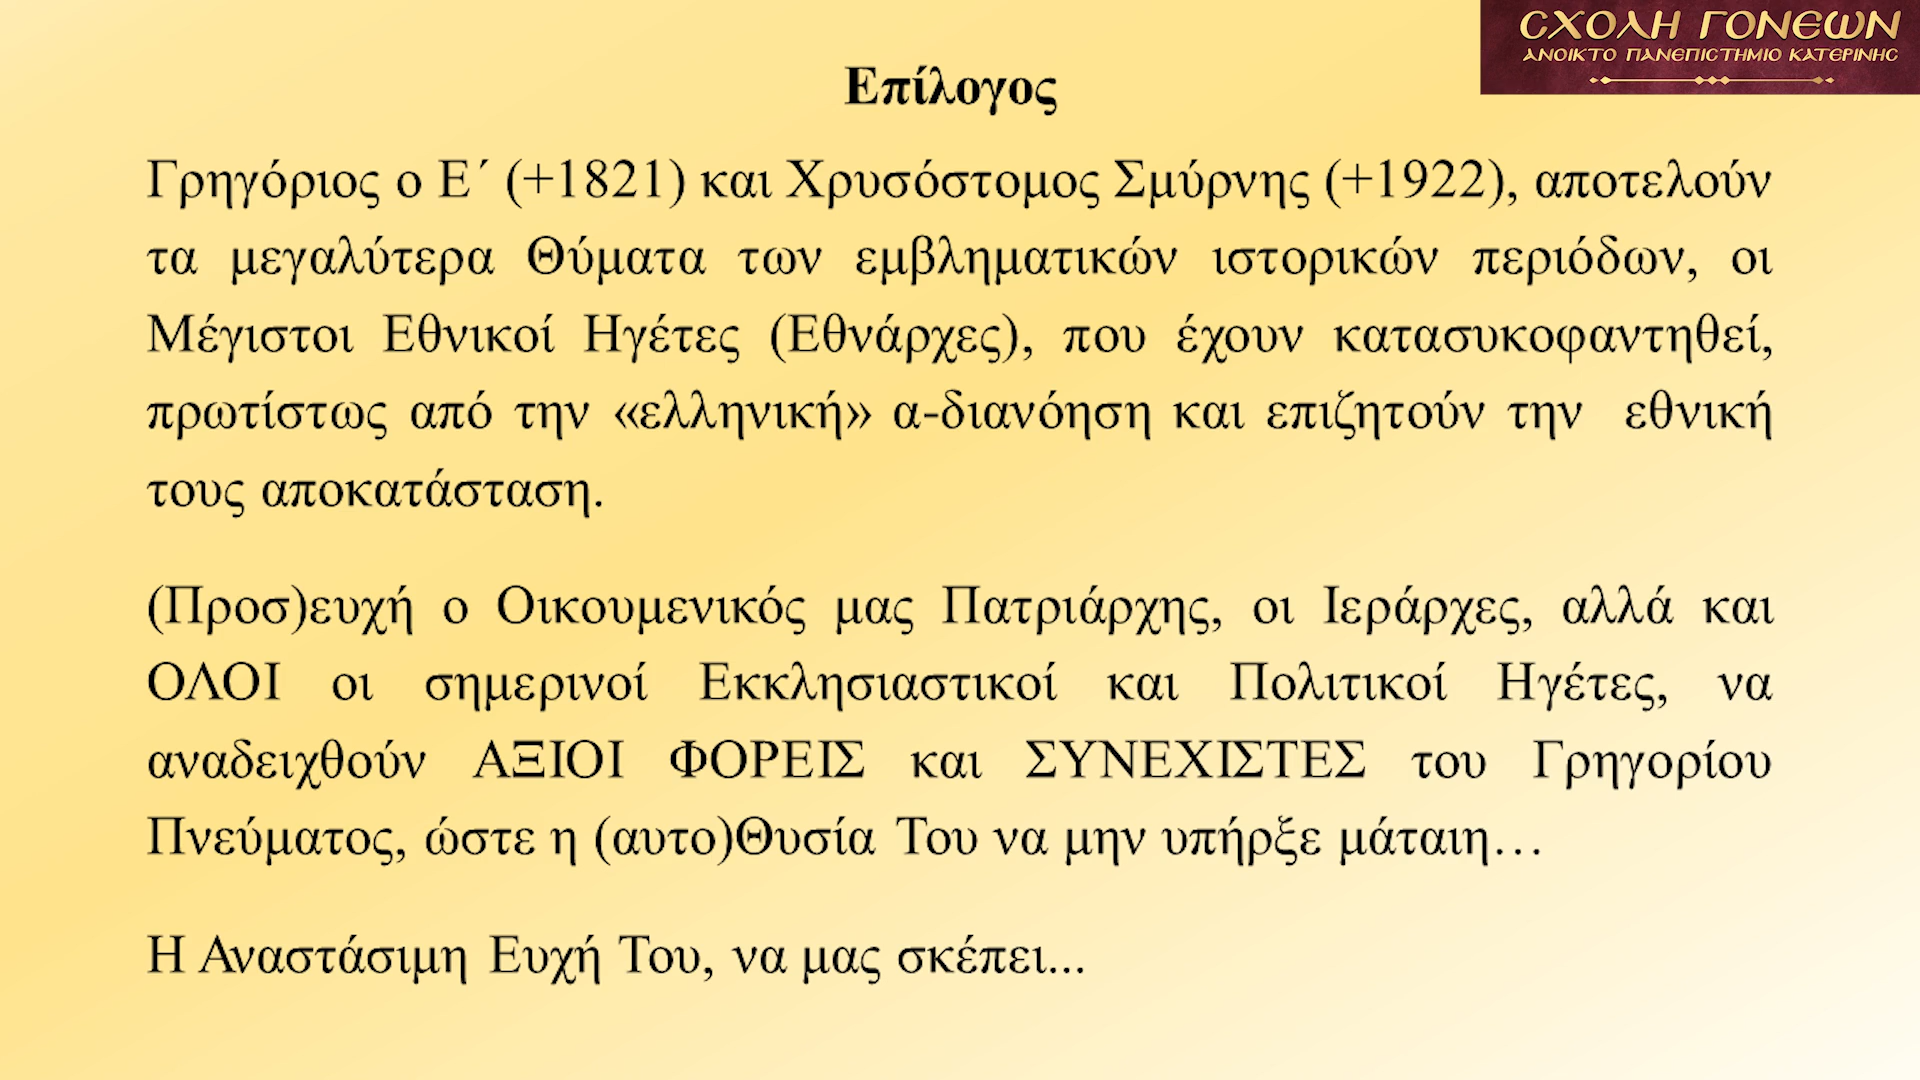 ΣΧΟΛΗ ΓΟΝΕΩΝ
ΑΝΟΙΚΤΟ ΠΑΝΕΠΙΣΤΗΜΙΟ ΚΑΤΕΡΙΝΗΣ
Επίλογος
Γρηγόριος ο Ε΄ (+1821) και Χρυσόστομος Σμύρνης (+1922), αποτελούν
τα μεγαλύτερα Θύματα των εμβληματικών ιστορικών περιόδων, οι
Μέγιστοι Εθνικοί Ηγέτες (Εθνάρχες), που έχουν κατασυκοφαντηθεί,
πρωτίστως από την «ελληνική» α-διανόηση και επιζητούν την εθνική
τους αποκατάσταση.
(Προσ)ευχή ο Οικουμενικός μας Πατριάρχης, οι Ιεράρχες, αλλά και
ΟΛΟΙ οι σημερινοί Εκκλησιαστικοί και Πολιτικοί Ηγέτες, να
αναδειχθούν ΑΞΙΟΙ ΦΟΡΕΙΣ και ΣΥΝΕΧΙΣΤΕΣ του Γρηγορίου
Πνεύματος, ώστε η (αυτο)Θυσία Του να μην υπήρξε μάταιη…
Η Αναστάσιμη Ευχή Του, να μας σκέπει...